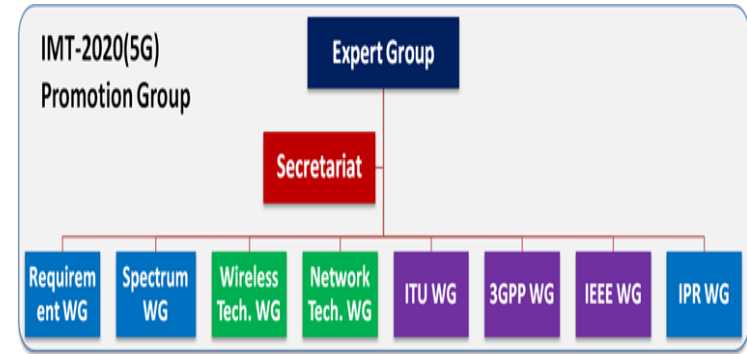 IMT-2020(5G)
Promotion Group
Expert Group
Secretariat
Requirem
ent WG
Spectrum
WG
Wireless
Tech. WG
Network
Tech. WG
ITU WG
3GPP WG
IEEE WG
IPR WG